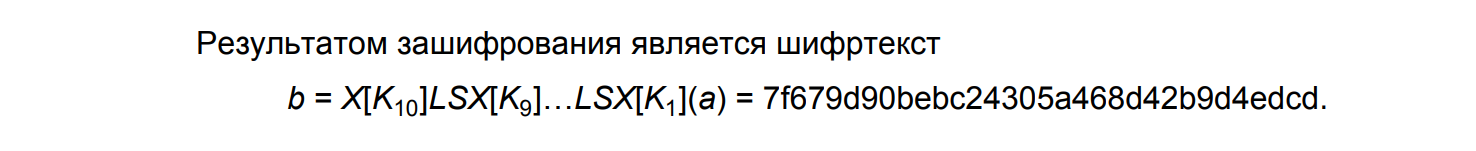 Результатом зашифрования является шифртекст
b = X[K₁₀]LSX[K₉]…LSX[K₁](a) = 7f679d90bebc24305a468d42b9d4edcd.